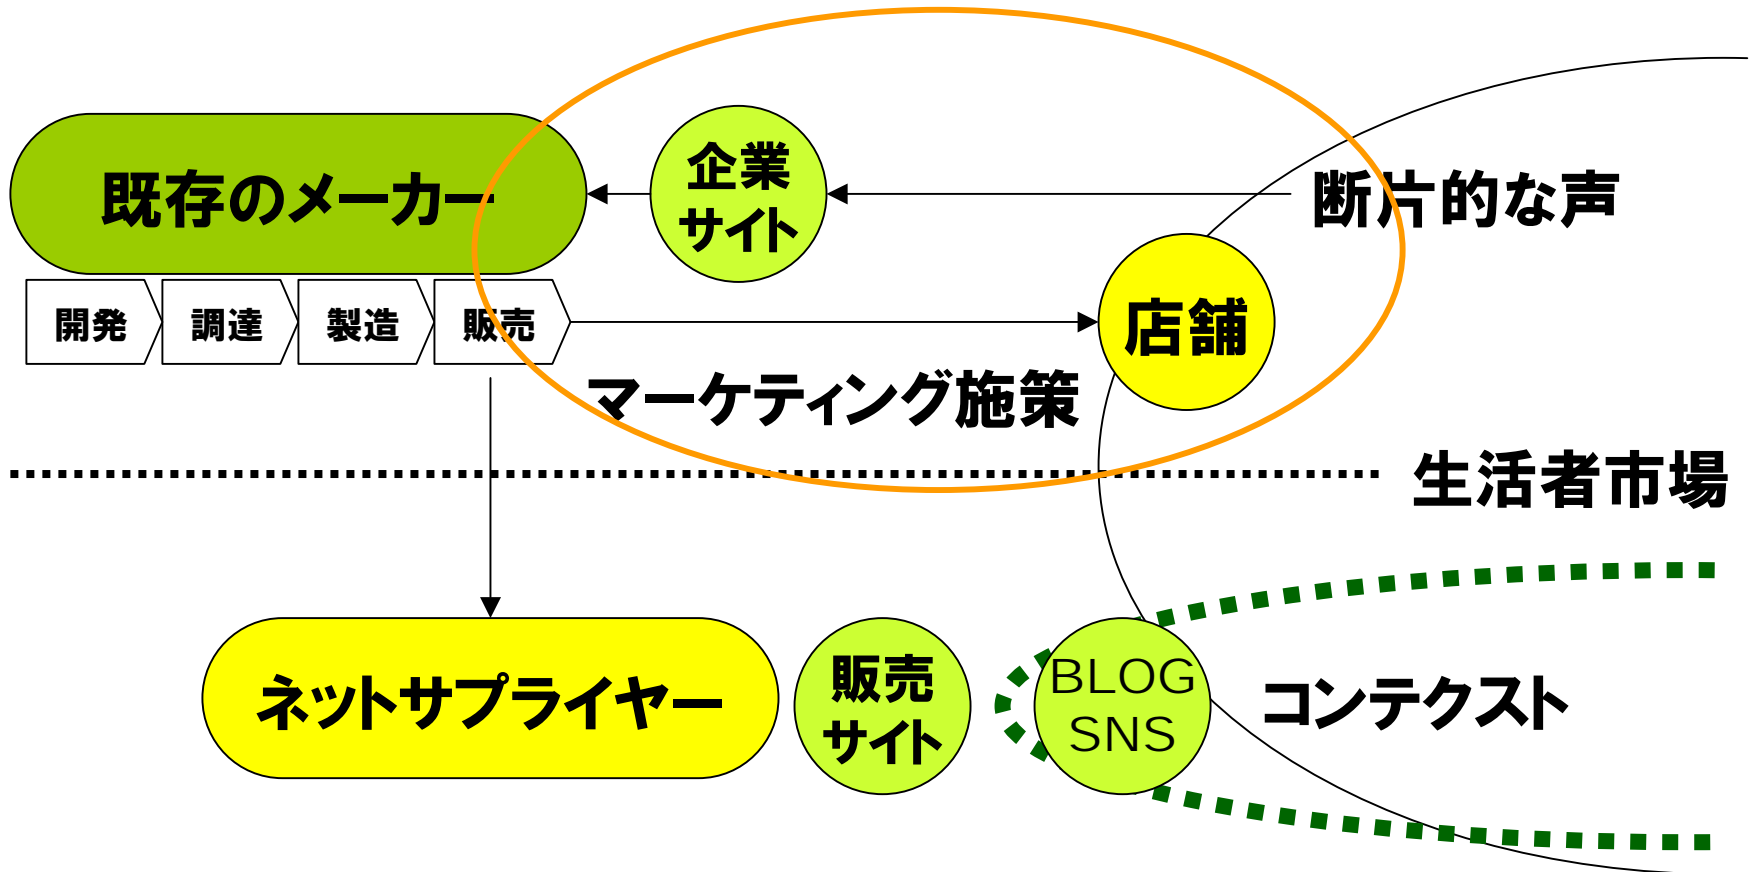 既存のメーカー
企業
サイト
断片的な声
開発
調達
製造
販売
店舗
マーケティング施策
生活者市場
ネットサプライヤー
販売
サイト
BLOG
SNS
コンテクスト